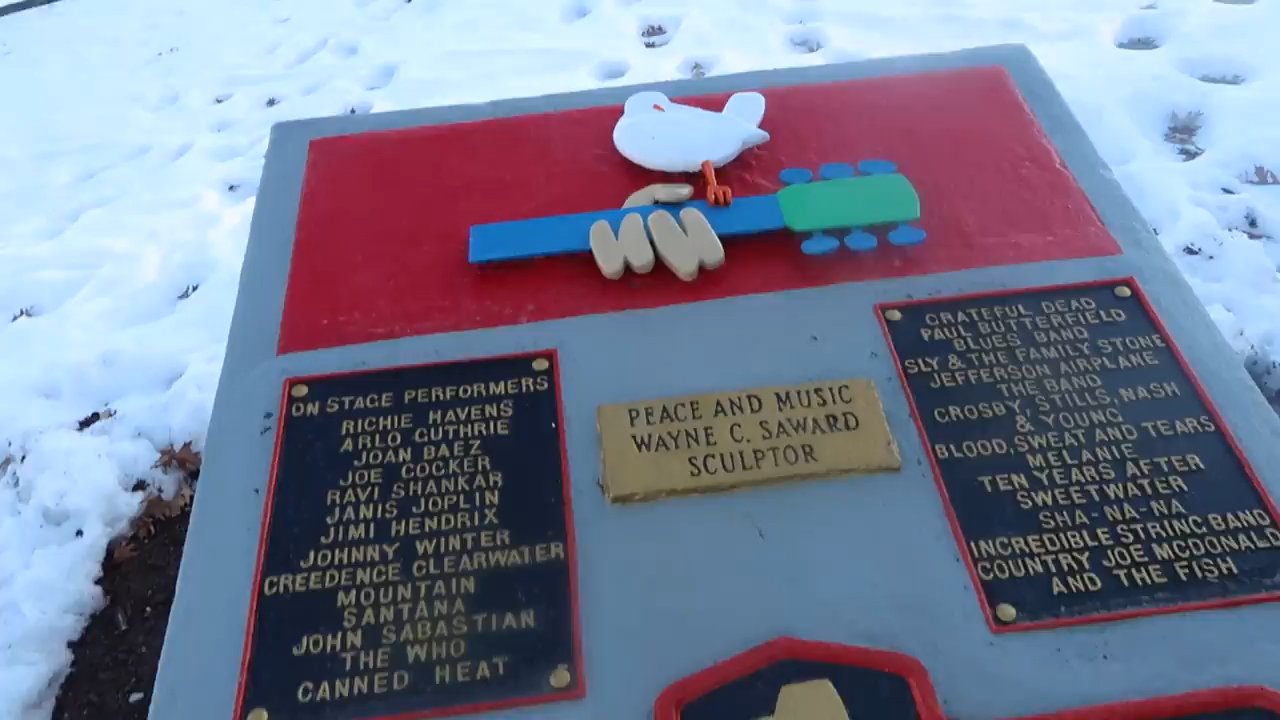 ON STAGE PERFORMERS
RICHIE HAVENS
ARLO GUTHRIE
JOAN BAEZ
JOE COCKER
RAVI SHANKAR
JANIS JOPLIN
JIMI HENDRIX
JOHNNY WINTER
CREEDENCE CLEARWATER
MOUNTAIN
SANTANA
JOHN SABASTIAN
THE WHO
CANNED HEAT
PEACE AND MUSIC
WAYNE C. SAWARD
SCULPTOR
GRATEFUL DEAD
PAUL BUTTERFIELD
BLUES BAND
SLY & THE FAMILY STONE
JEFFERSON AIRPLANE
THE BAND
CROSBY, STILLS, NASH
& YOUNG
BLOOD, SWEAT AND TEARS
MELANIE
TEN YEARS AFTER
SWEETWATER
SHA-NA-NA
INCREDIBLE STRING BAND
COUNTRY JOE MCDONALD
AND THE FISH